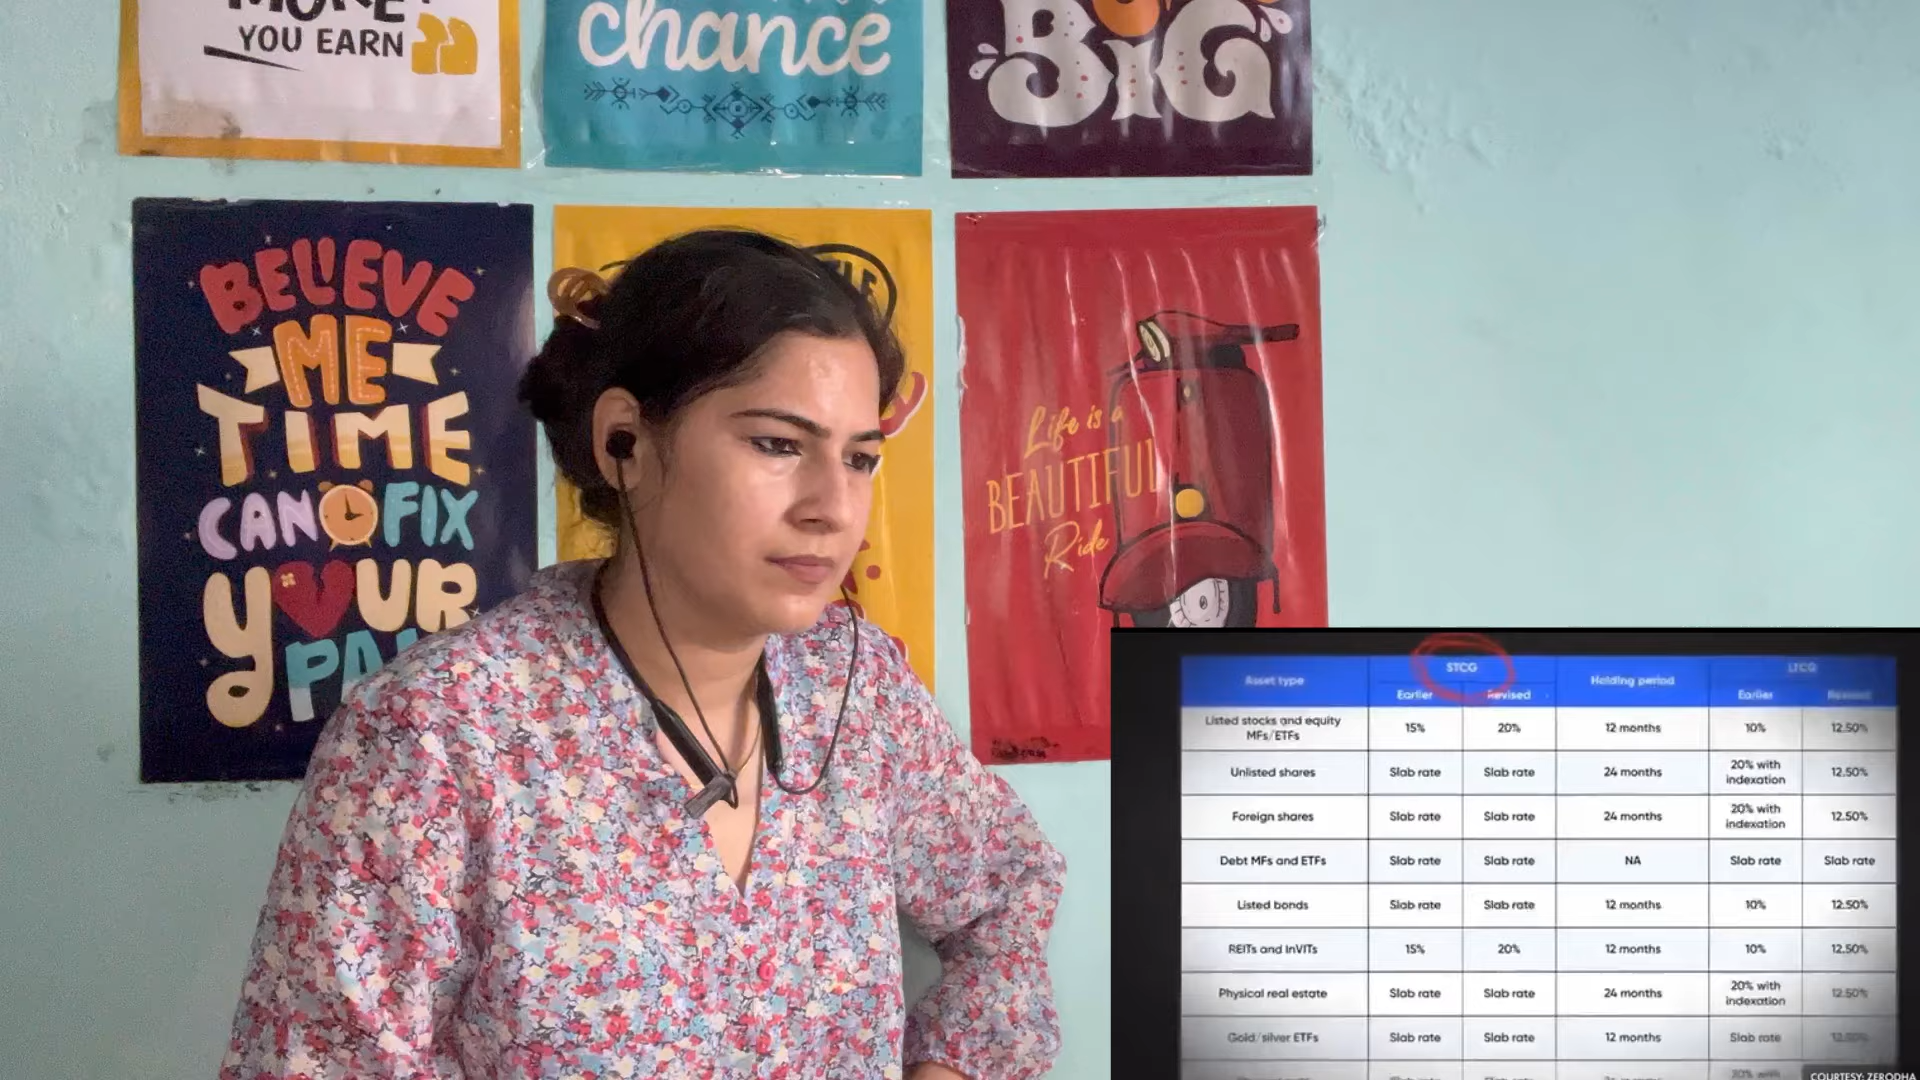 YOU EARN
chance
BIG
BELIEVE
ME
TIME
CAN FIX
YOUR
Life is a
BEAUTIFUL
Ride
Asset type
STCG
Holding period
LTCG
Earlier
Revised
Earlier
Revised
Listed stocks and equity MFs/ETFs
15%
20%
12 months
10%
12.50%
Unlisted shares
Slab rate
Slab rate
24 months
20% with indexation
12.50%
Foreign shares
Slab rate
Slab rate
24 months
20% with indexation
12.50%
Debt MFs and ETFs
Slab rate
Slab rate
NA
Slab rate
Slab rate
Listed bonds
Slab rate
Slab rate
12 months
10%
12.50%
REITs and InVITs
15%
20%
12 months
10%
12.50%
Physical real estate
Slab rate
Slab rate
24 months
20% with indexation
12.50%
Gold/silver ETFs
Slab rate
Slab rate
12 months
Slab rate
12.50%
20% with
COURTESY: ZERODHA